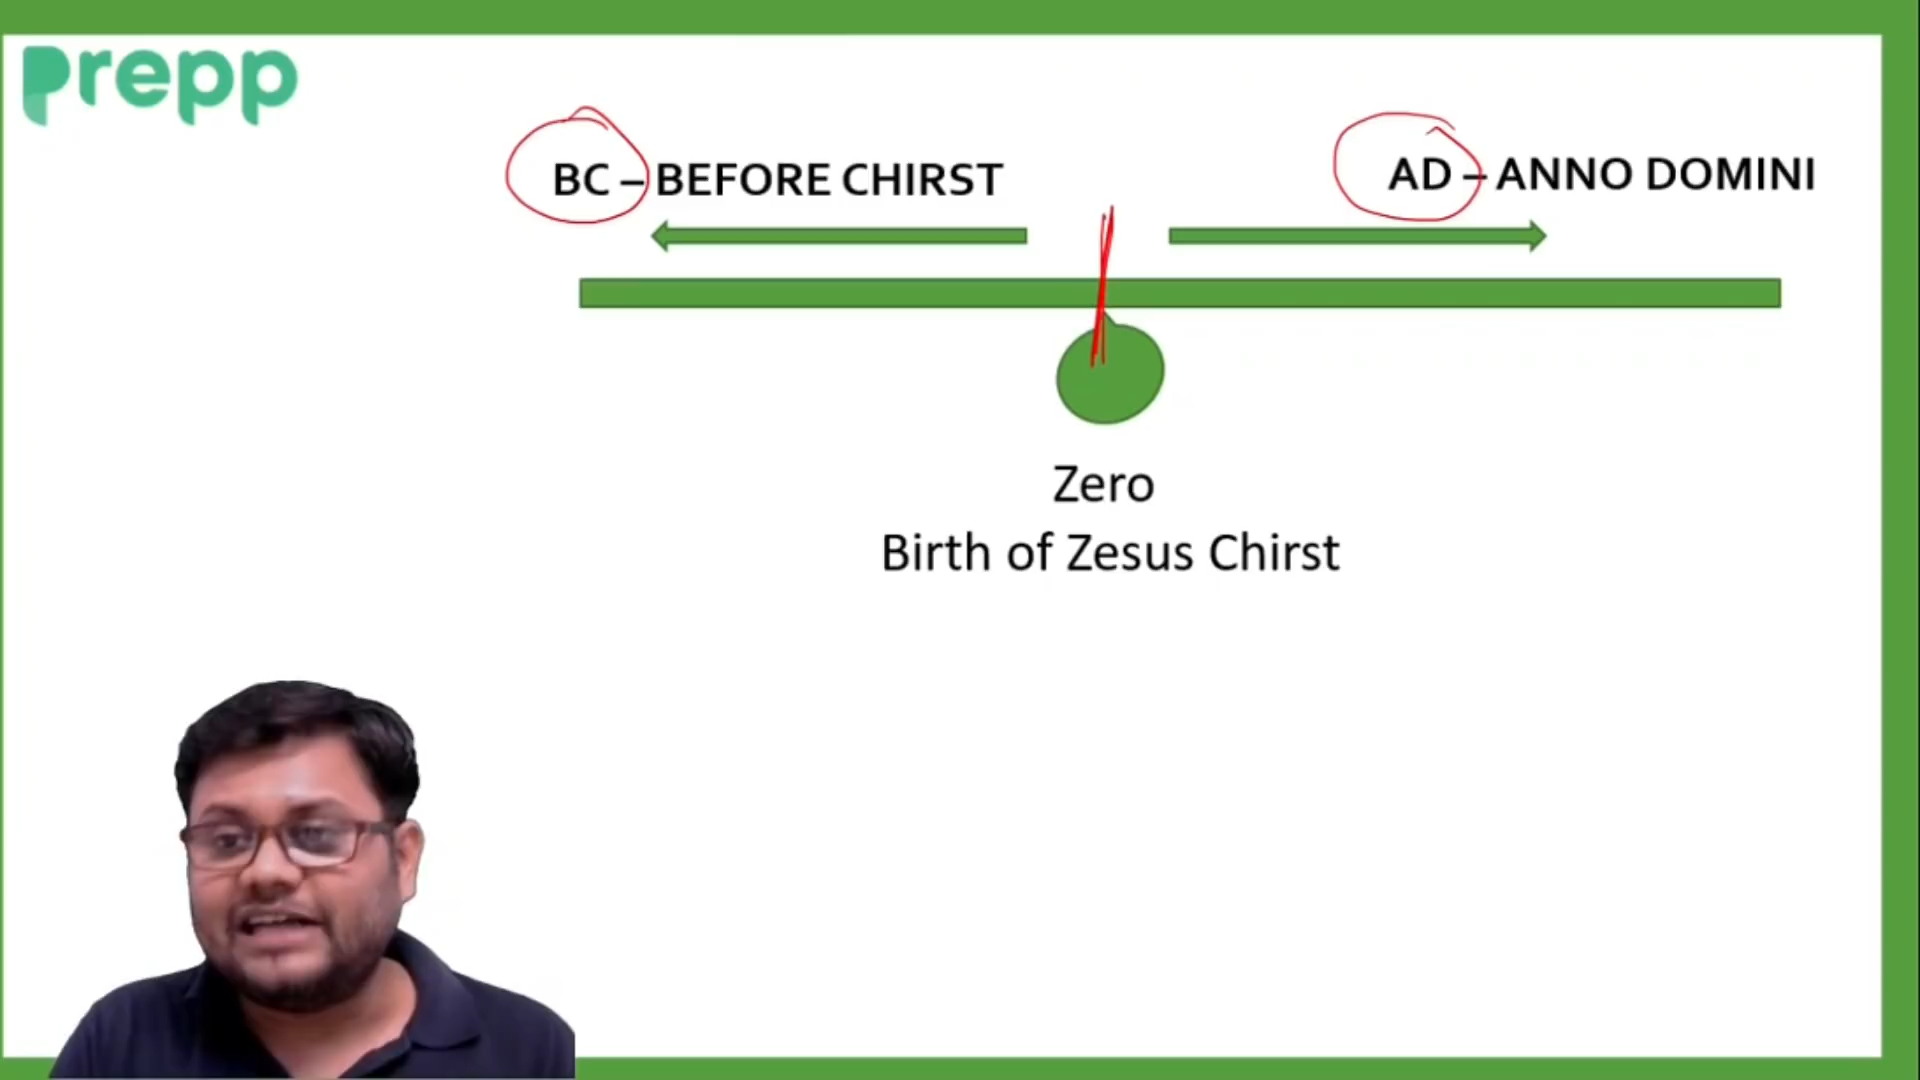 Prepp
BC – BEFORE CHIRST
AD – ANNO DOMINI
Zero
Birth of Zesus Chirst